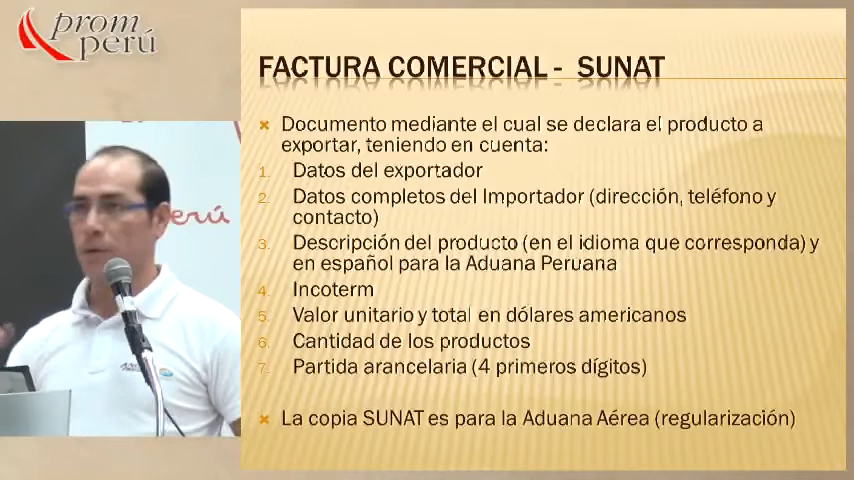 prom
perú
FACTURA COMERCIAL - SUNAT
Documento mediante el cual se declara el producto a
exportar, teniendo en cuenta:
1. Datos del exportador
2. Datos completos del Importador (dirección, teléfono y
contacto)
3. Descripción del producto (en el idioma que corresponda) y
en español para la Aduana Peruana
4. Incoterm
5. Valor unitario y total en dólares americanos
6. Cantidad de los productos
7. Partida arancelaria (4 primeros dígitos)
La copia SUNAT es para la Aduana Aérea (regularización)
perú